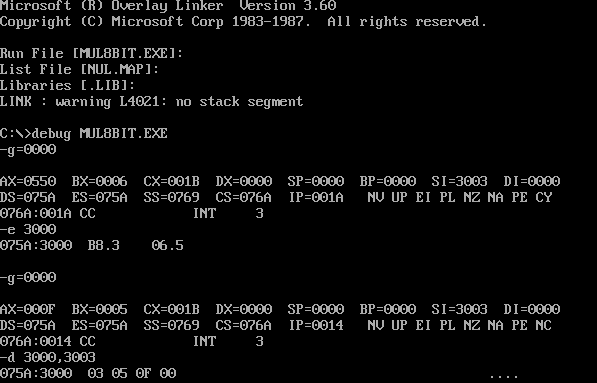 Microsoft (R) Overlay Linker  Version 3.60
Copyright (C) Microsoft Corp 1983-1987.  All rights reserved.
Run File [MUL8BIT.EXE]:
List File [NUL.MAP]:
Libraries [.LIB]:
LINK : warning L4021: no stack segment
C:\>debug MUL8BIT.EXE
-g=0000
AX=0550  BX=0006  CX=001B  DX=0000  SP=0000  BP=0000  SI=3003  DI=0000
DS=075A  ES=075A  SS=0769  CS=076A  IP=001A   NV UP EI PL NZ NA PE CY
076A:001A CC            INT     3
-e 3000
075A:3000  B8.3    06.5
-g=0000
AX=000F  BX=0005  CX=001B  DX=0000  SP=0000  BP=0000  SI=3003  DI=0000
DS=075A  ES=075A  SS=0769  CS=076A  IP=0014   NV UP EI PL NZ NA PE NC
076A:0014 CC            INT     3
-d 3000,3003
075A:3000  03 05 0F 00                                       ....